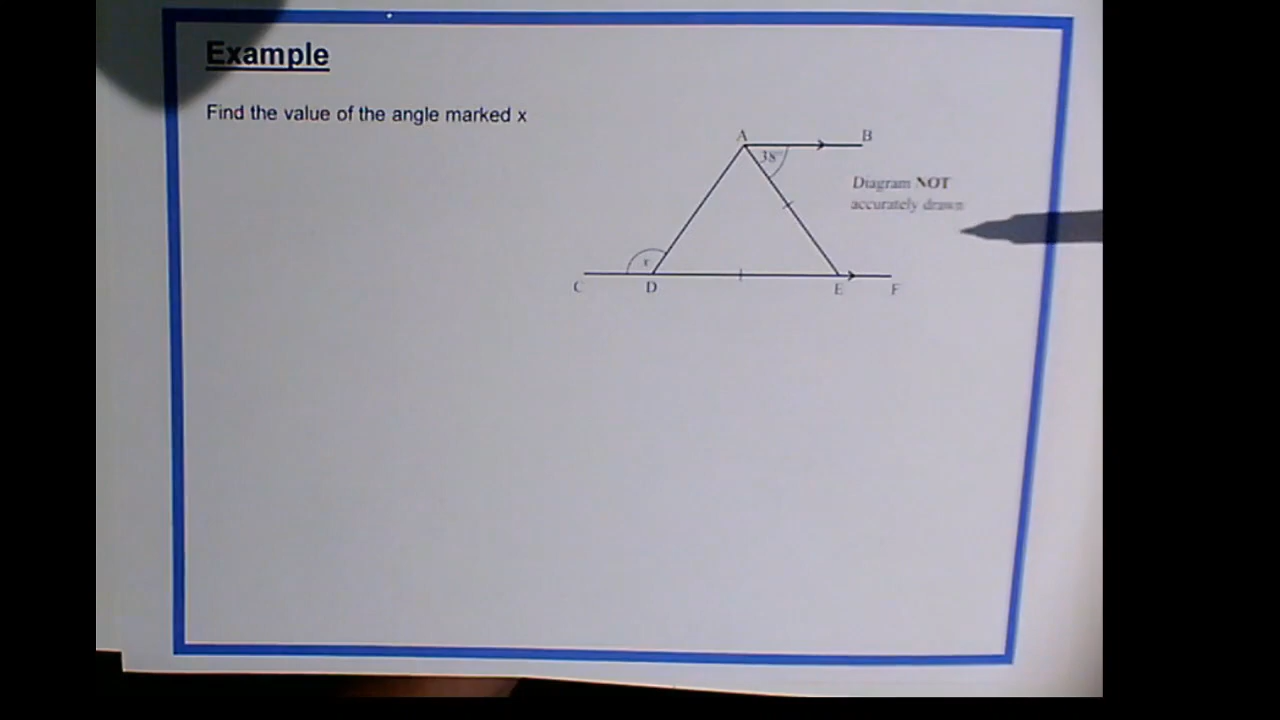 Example
Find the value of the angle marked x
A
B
38°
Diagram NOT
accurately drawn
x
C
D
E
F